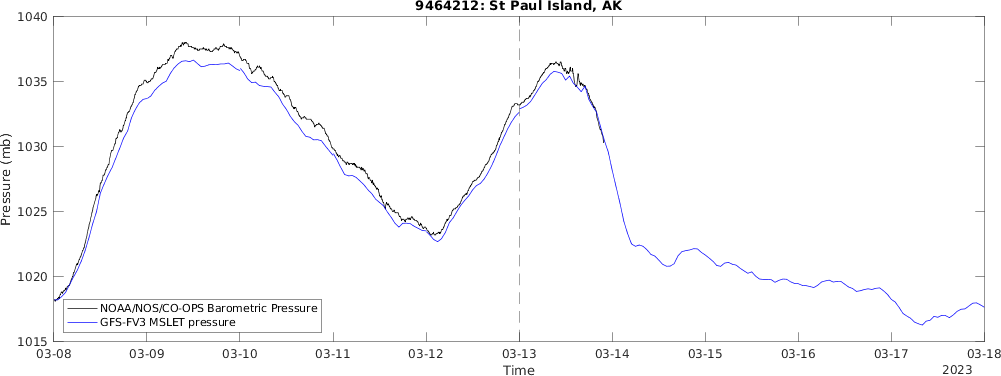 9464212: St Paul Island, AK
1040
1035
1030
1025
1020
1015
Pressure (mb)
NOAA/NOS/CO-OPS Barometric Pressure
GFS-FV3 MSLET pressure
03-08 03-09 03-10 03-11 03-12 03-13 03-14 03-15 03-16 03-17 03-18
Time
2023